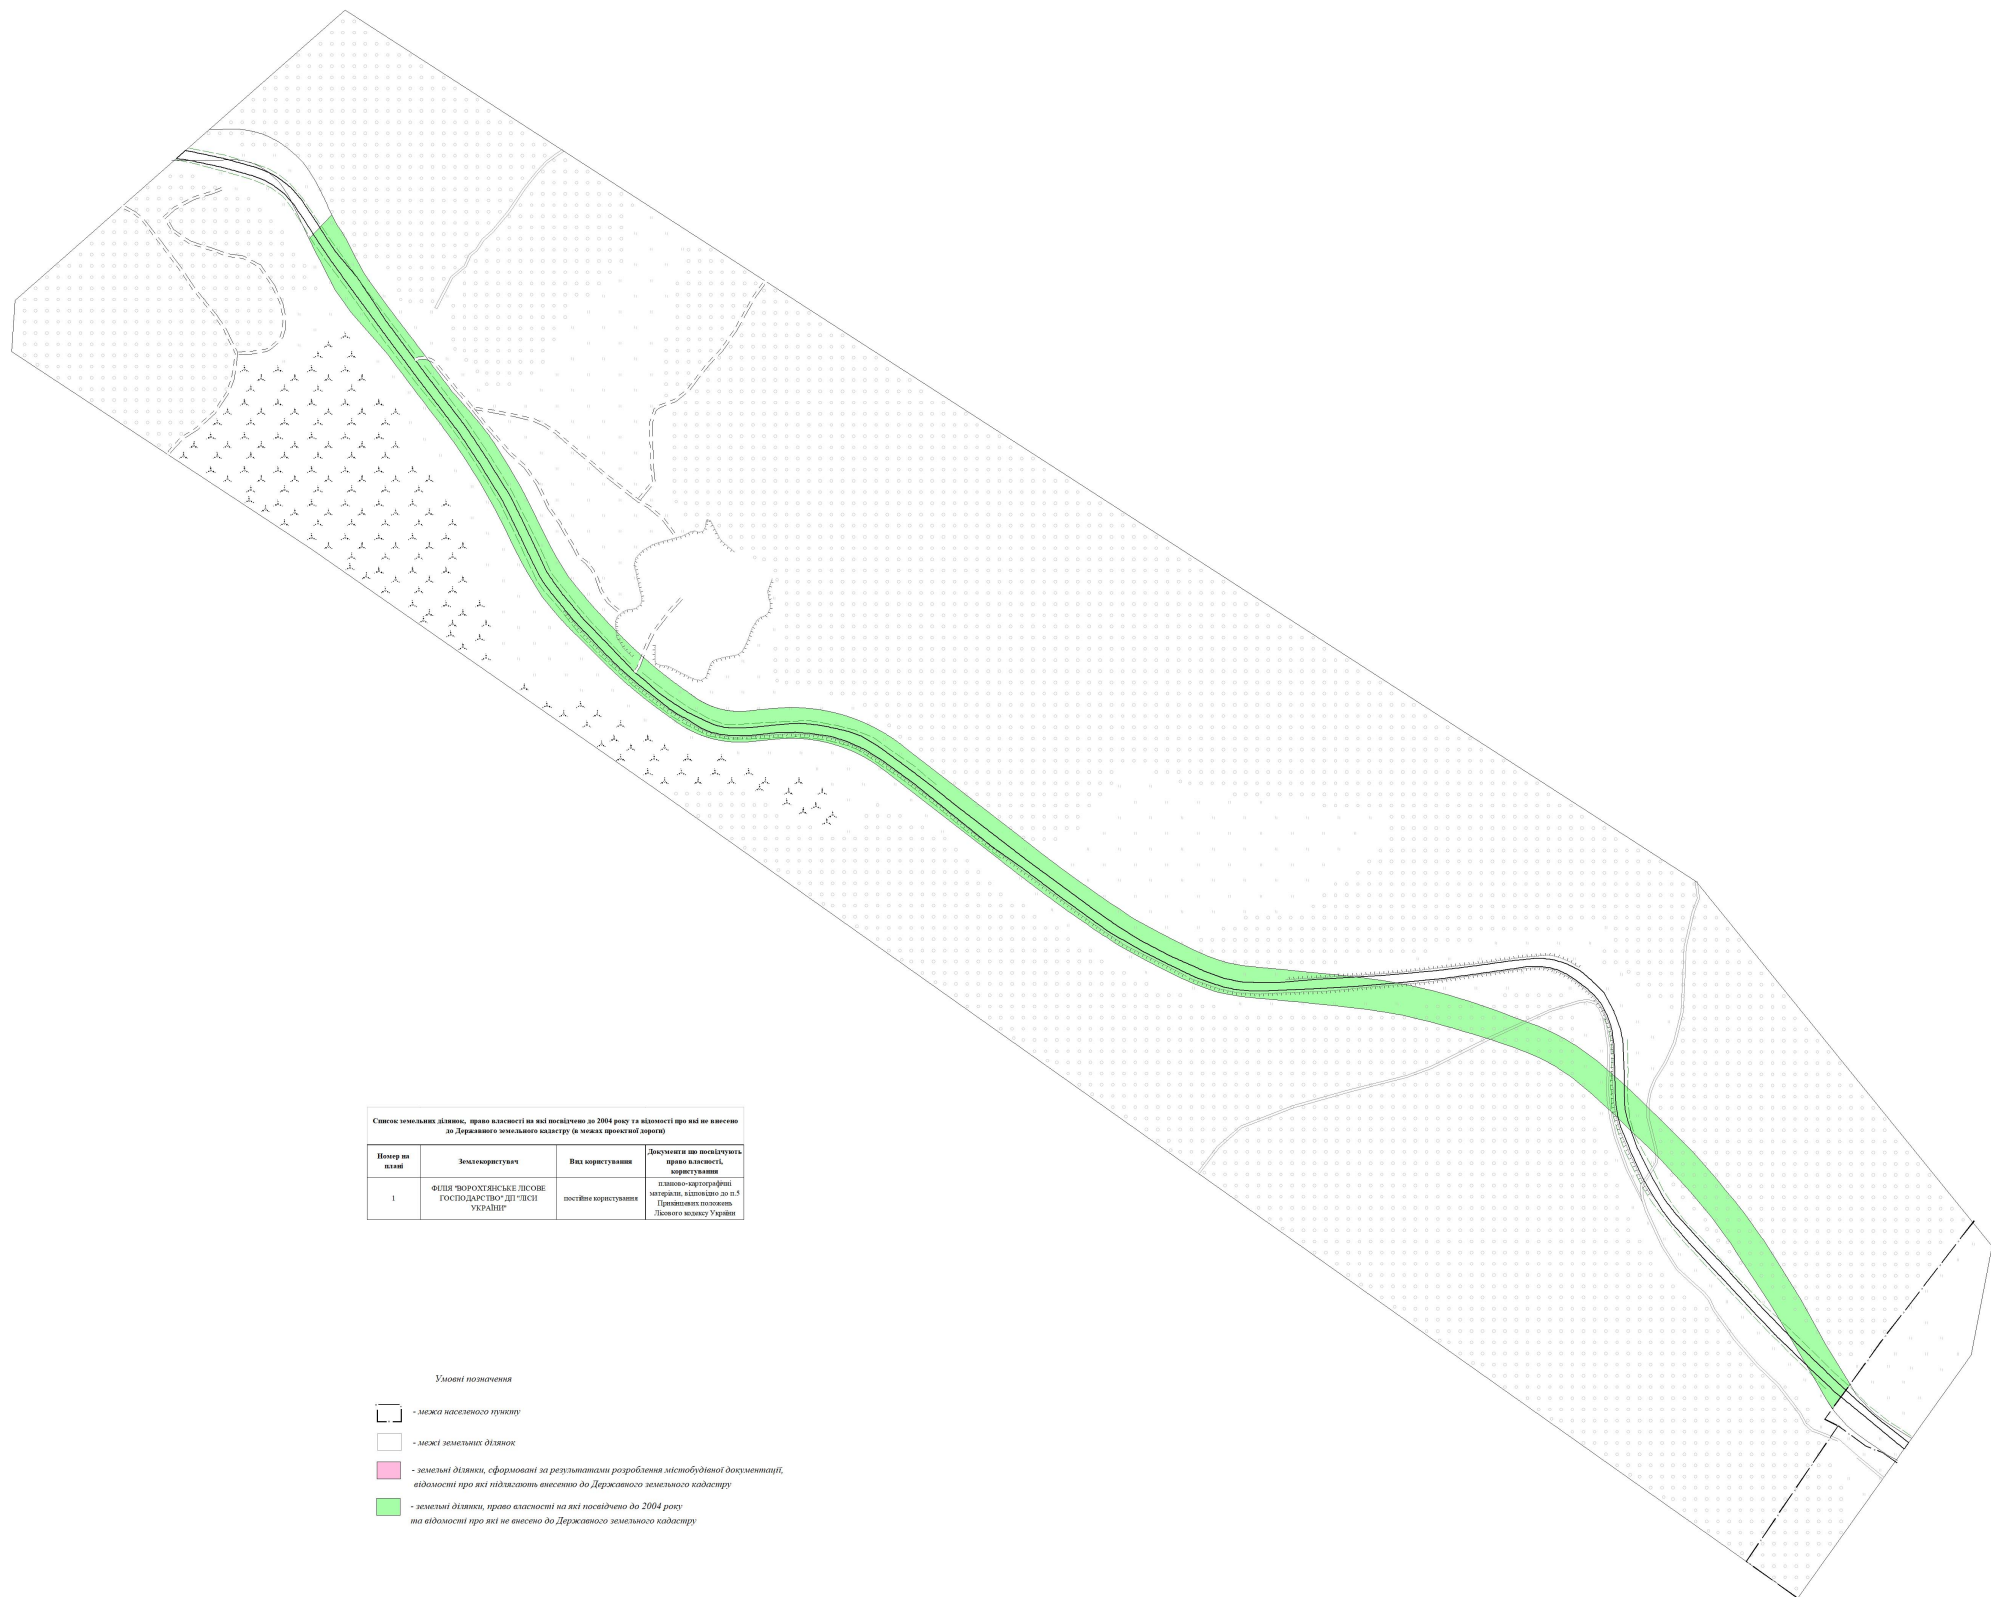 Список земельних ділянок, право власності на які посвідчено до 2004 року та відомості про які не внесено
до Державного земельного кадастру (в межах проектної дороги)
Номер на
плані
Землекористувач
Вид користування
Документи що посвідчують
право власності,
користування
1
ФІЛІЯ "ВОРОХТЯНСЬКЕ ЛІСОВЕ
ГОСПОДАРСТВО" ДП "ЛІСИ
УКРАЇНИ"
постійне користування
планово-картографічні
матеріали, відповідно до п.5
Прикінцевих положень
Лісового кодексу України
Умовні позначення
- межа населеного пункту
- межі земельних ділянок
- земельні ділянки, сформовані за результатами розроблення містобудівної документації,
відомості про які підлягають внесенню до Державного земельного кадастру
- земельні ділянки, право власності на які посвідчено до 2004 року
та відомості про які не внесено до Державного земельного кадастру